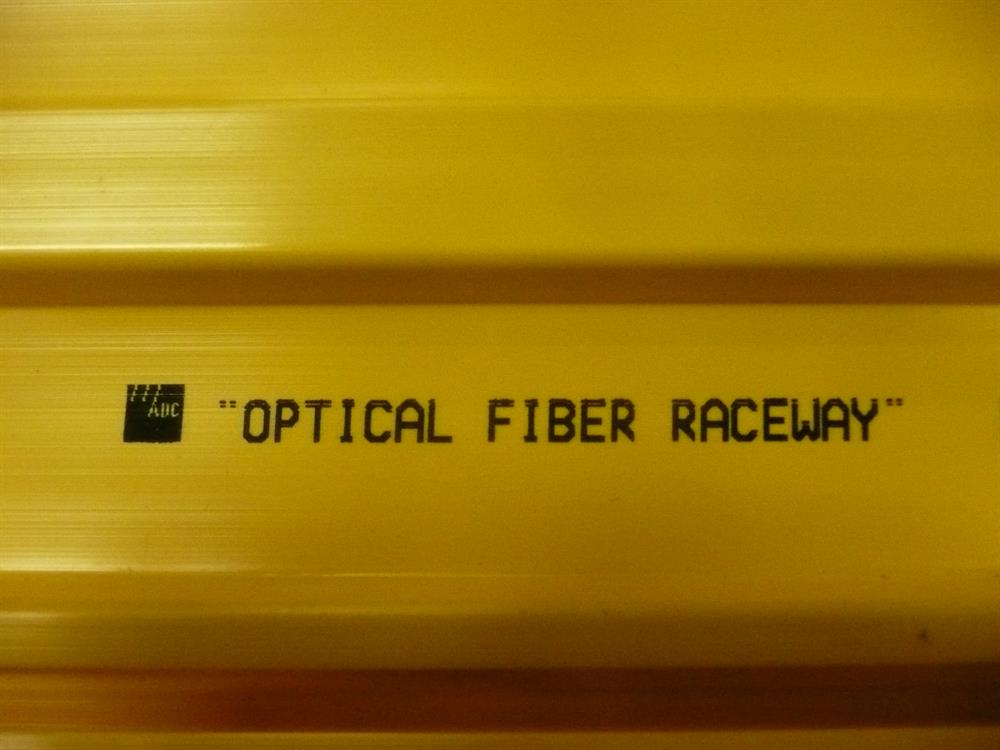 ADC "OPTICAL FIBER RACEWAY"